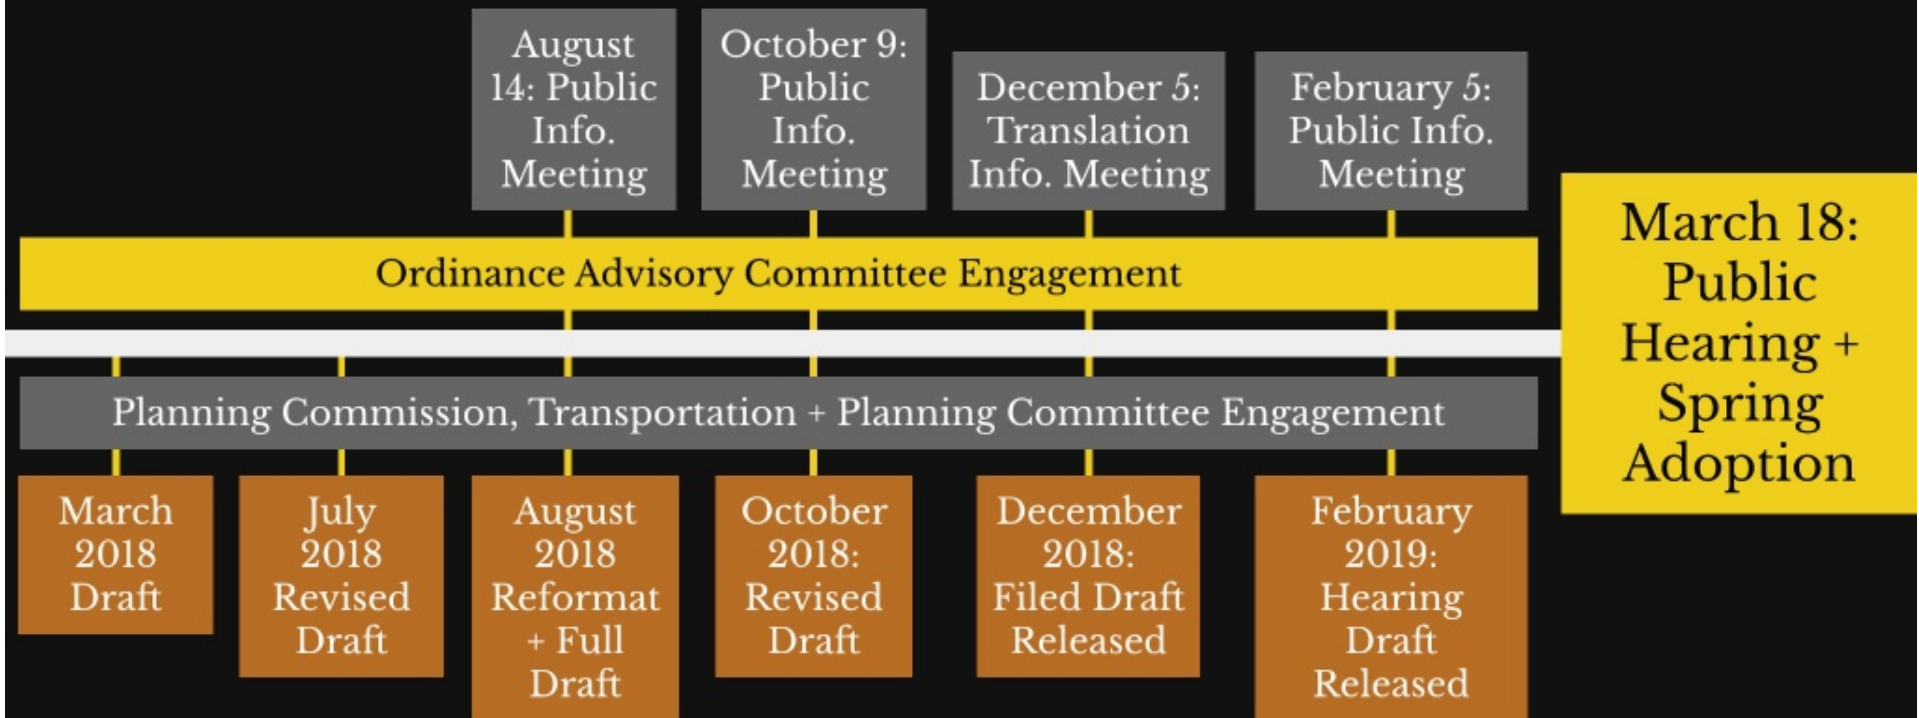 August
14: Public
Info.
Meeting
October 9:
Public
Info.
Meeting
December 5:
Translation
Info. Meeting
February 5:
Public Info.
Meeting
Ordinance Advisory Committee Engagement
Planning Commission, Transportation + Planning Committee Engagement
March
2018
Draft
July
2018
Revised
Draft
August
2018
Reformat
+ Full
Draft
October
2018:
Revised
Draft
December
2018:
Filed Draft
Released
February
2019:
Hearing
Draft
Released
March 18:
Public
Hearing +
Spring
Adoption